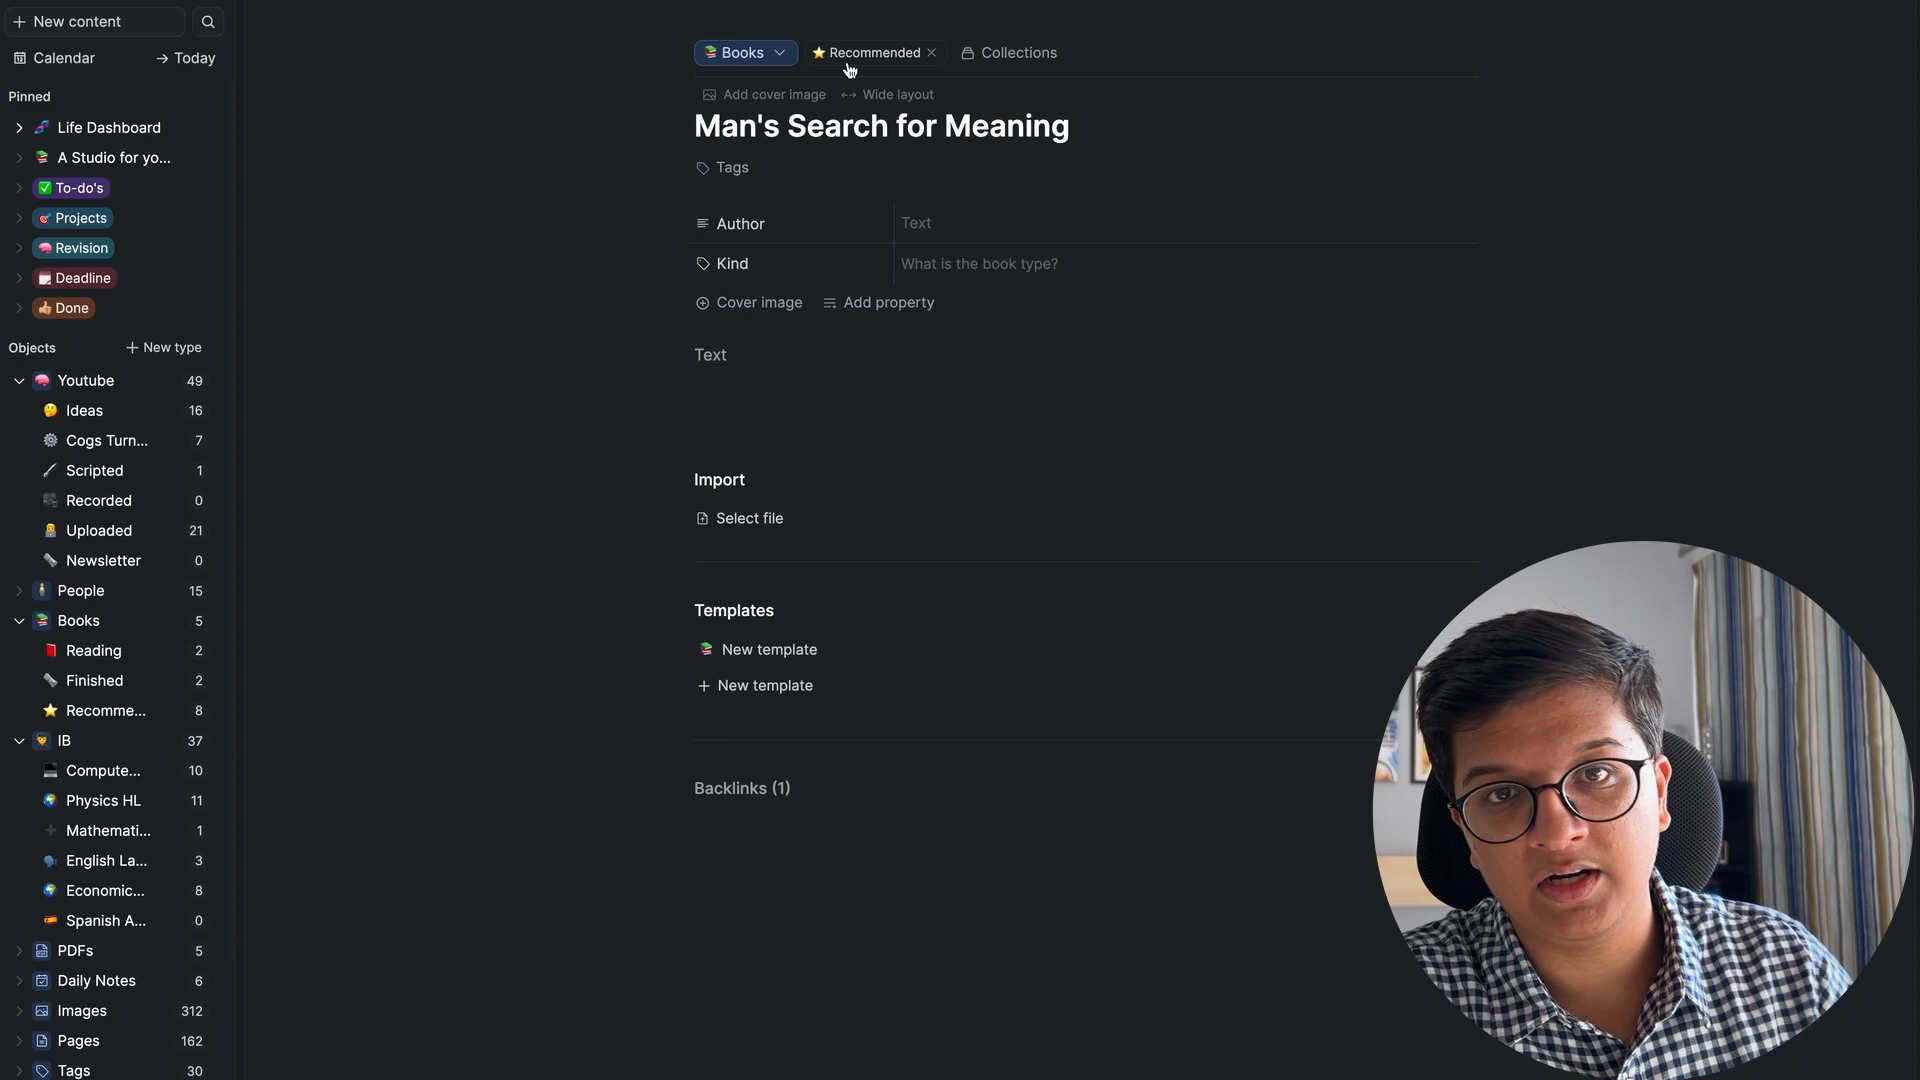 New content
Calendar
Today
Pinned
Life Dashboard
A Studio for yo...
To-do's
Projects
Revision
Deadline
Done
Objects
New type
Youtube 49
Ideas 16
Cogs Turn... 7
Scripted 1
Recorded 0
Uploaded 21
Newsletter 0
People 15
Books 5
Reading 2
Finished 2
Recomme... 8
IB 37
Compute... 10
Physics HL 11
Mathemati... 1
English La... 3
Economic... 8
Spanish A... 0
PDFs 5
Daily Notes 6
Images 312
Pages 162
Tags 30
Books
Recommended
Collections
Add cover image
Wide layout
Man's Search for Meaning
Tags
Author Text
Kind What is the book type?
Cover image Add property
Text
Import
Select file
Templates
New template
New template
Backlinks (1)